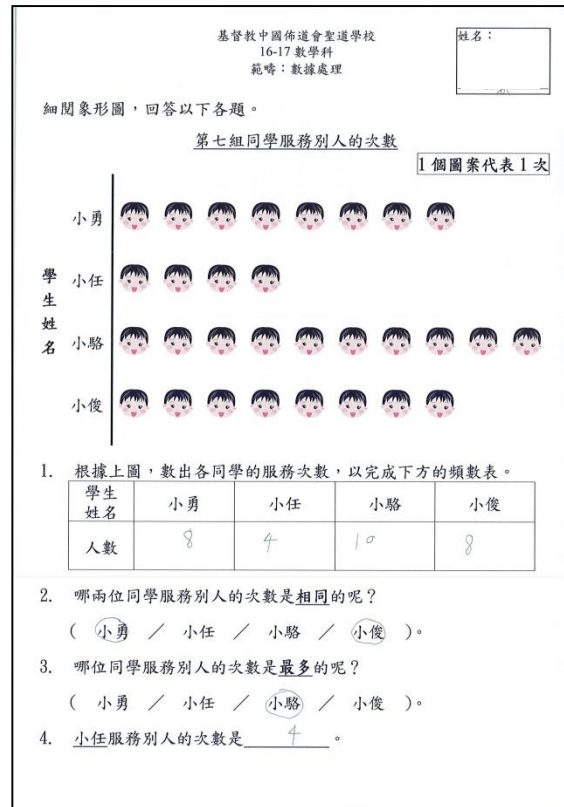 基督教中國佈道會聖道學校
16-17 數學科
範疇：數據處理
姓名：
細閱象形圖，回答以下各題。
第七組同學服務別人的次數
1 個圖案代表 1 次
學生姓名
小勇
小任
小駱
小俊
1. 根據上圖，數出各同學的服務次數，以完成下方的頻數表。
學生姓名 小勇 小任 小駱 小俊
人數 8 4 10 8
2. 哪兩位同學服務別人的次數是相同的呢？
( 小勇 ／ 小任 ／ 小駱 ／ 小俊 )。
3. 哪位同學服務別人的次數是最多的呢？
( 小勇 ／ 小任 ／ 小駱 ／ 小俊 )。
4. 小任服務別人的次數是 4 。